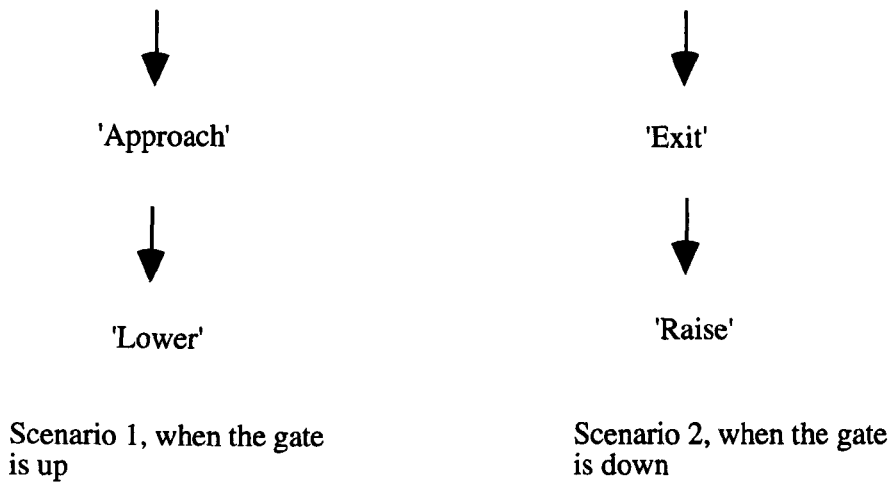 'Approach'
'Exit'
'Lower'
'Raise'
Scenario 1, when the gate
is up
Scenario 2, when the gate
is down